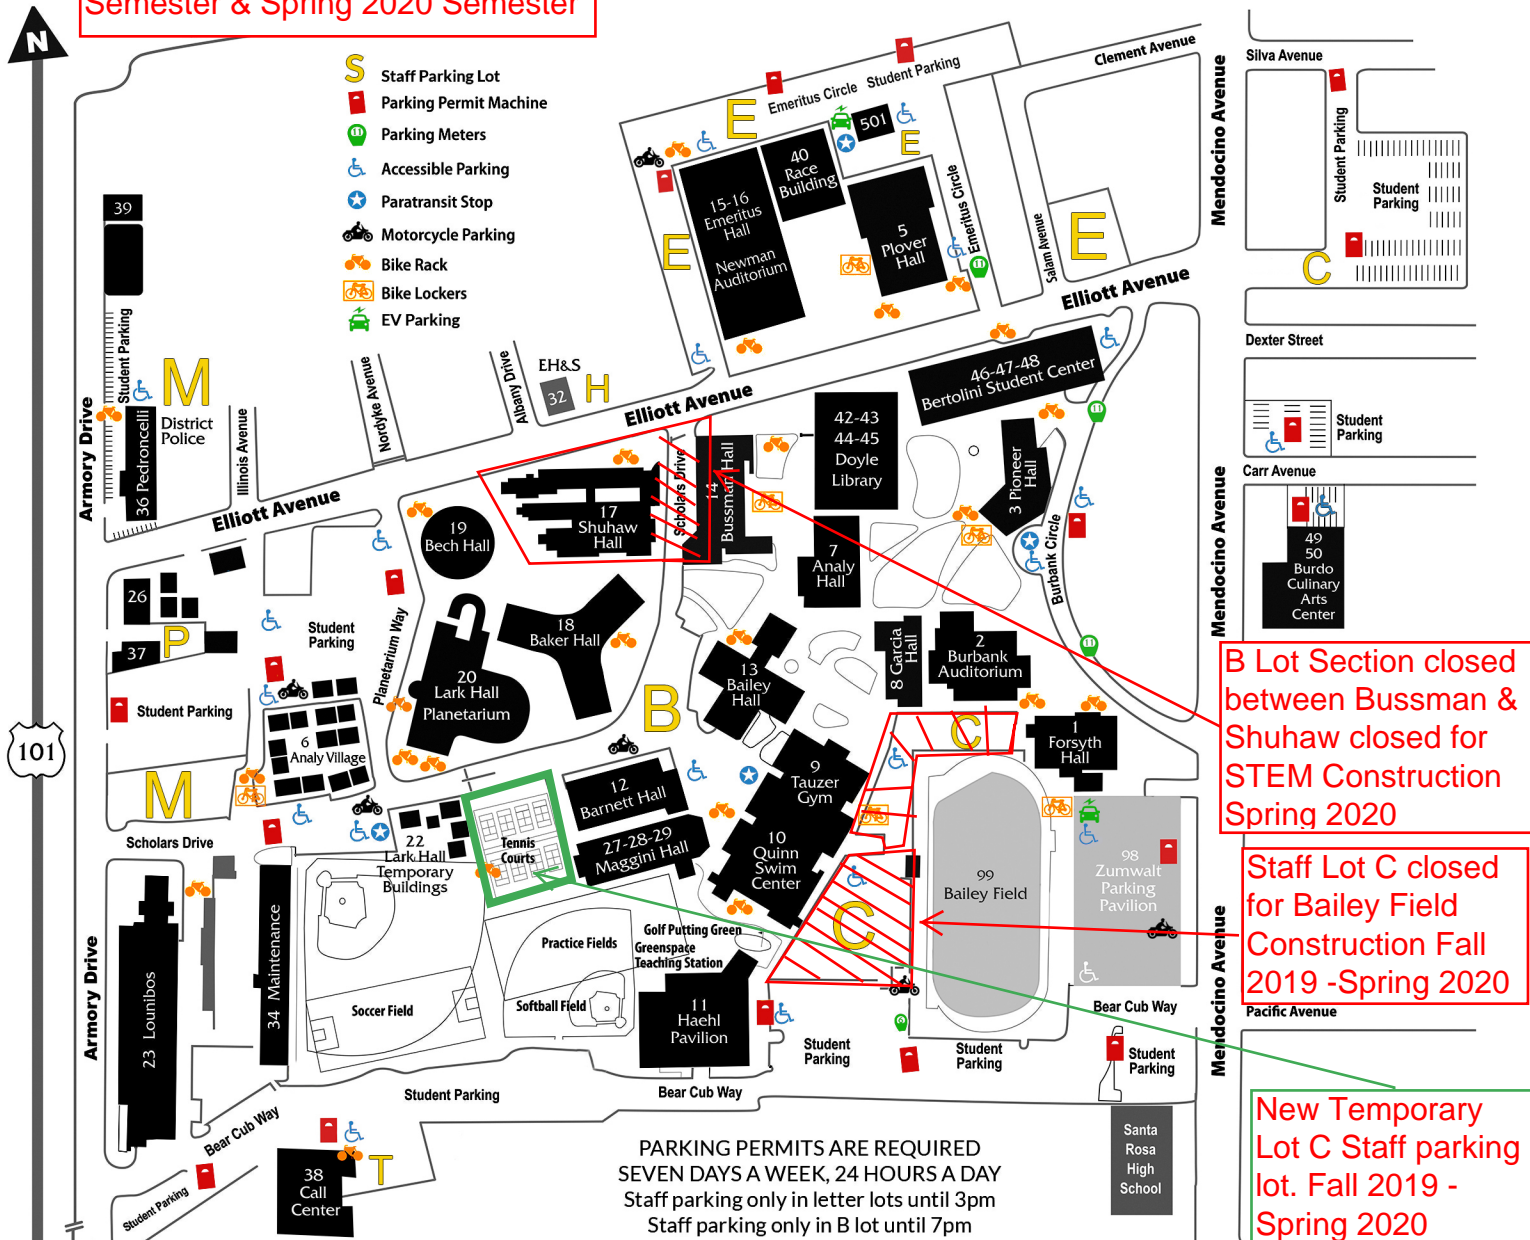 Semester & Spring 2020 Semester
N
S Staff Parking Lot
Parking Permit Machine
Parking Meters
Accessible Parking
Paratransit Stop
Motorcycle Parking
Bike Rack
Bike Lockers
EV Parking
Clement Avenue
Silva Avenue
Mendocino Avenue
Emeritus Circle
Student Parking
E
501
E
40
Race
Building
15-16
Emeritus
Hall
Newman
Auditorium
E
5
Plover
Hall
Emeritus Circle
Salam Avenue
E
Elliott Avenue
Student Parking
Student
Parking
C
Dexter Street
39
Student Parking
M
District
Police
Armory Drive
36 Pedroncelli
Illinois Avenue
Nordyke Avenue
Albany Drive
EH&S
32
H
Elliott Avenue
Elliott Avenue
46-47-48
Bertolini Student Center
42-43
44-45
Doyle
Library
3 Pioneer
Hall
Student
Parking
Carr Avenue
Mendocino Avenue
49
50
Burdo
Culinary
Arts
Center
17
Shuhaw
Hall
Scholars Drive
14
Bussman Hall
19
Bech Hall
7
Analy
Hall
Burbank Circle
26
37
P
Student
Parking
Planetarium Way
18
Baker Hall
20
Lark Hall
Planetarium
B
13
Bailey
Hall
8 Garcia
Hall
2
Burbank
Auditorium
Student Parking
6
Analy Village
101
M
Scholars Drive
C
1
Forsyth
Hall
9
Tauzer
Gym
12
Barnett Hall
27-28-29
Maggini Hall
Tennis
Courts
22
Lark Hall
Temporary
Buildings
10
Quinn
Swim
Center
C
99
Bailey Field
98
Zumwalt
Parking
Pavilion
B Lot Section closed
between Bussman &
Shuhaw closed for
STEM Construction
Spring 2020
Staff Lot C closed
for Bailey Field
Construction Fall
2019 -Spring 2020
Armory Drive
23 Lounibos
34 Maintenance
Soccer Field
Practice Fields
Softball Field
Golf Putting Green
Greenspace
Teaching Station
11
Haehl
Pavilion
Student
Parking
Student
Parking
Bear Cub Way
Student
Parking
Mendocino Avenue
Pacific Avenue
Student Parking
Bear Cub Way
Bear Cub Way
Student Parking
38
Call
Center
T
PARKING PERMITS ARE REQUIRED
SEVEN DAYS A WEEK, 24 HOURS A DAY
Staff parking only in letter lots until 3pm
Staff parking only in B lot until 7pm
Santa
Rosa
High
School
New Temporary
Lot C Staff parking
lot. Fall 2019 -
Spring 2020